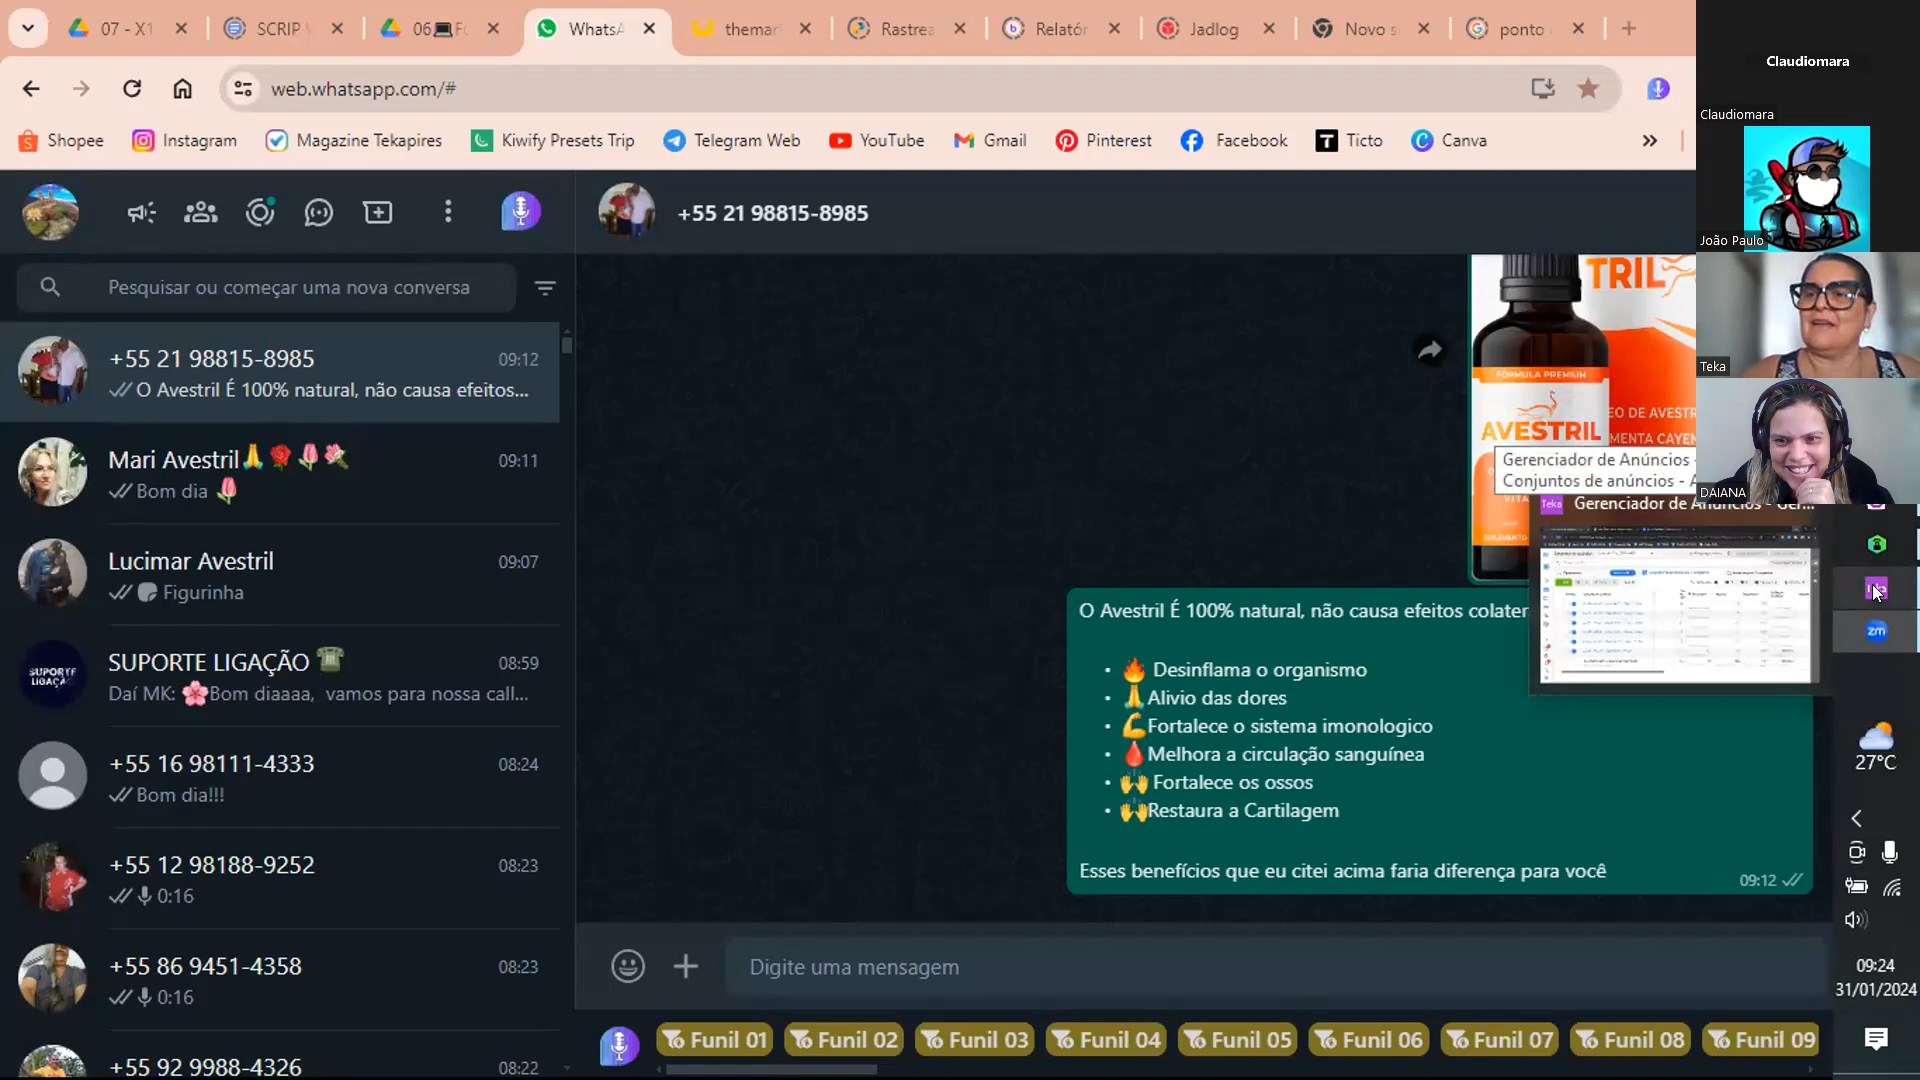 07 - X1
SCRIP
06💻F
WhatsA
themar
Rastrea
Relatór
Jadlog
Novo s
ponto
web.whatsapp.com/#
Shopee
Instagram
Magazine Tekapires
Kiwify Presets Trip
Telegram Web
YouTube
Gmail
Pinterest
Facebook
Ticto
Canva
+55 21 98815-8985
Pesquisar ou começar uma nova conversa
+55 21 98815-8985
09:12
O Avestril É 100% natural, não causa efeitos...
Mari Avestril🙏🌹🌷💐
09:11
Bom dia 🌷
Lucimar Avestril
09:07
Figurinha
SUPORTE LIGAÇÃO ☎
08:59
Daí MK: 🌸Bom diaaaa, vamos para nossa call...
SUPORTE
LIGAÇÃO
+55 16 98111-4333
08:24
Bom dia!!!
+55 12 98188-9252
08:23
0:16
+55 86 9451-4358
08:23
0:16
+55 92 9988-4326
08:22
TRIL
FÓRMULA PREMIUM
AVESTRIL
EO DE AVESTR
MENTA CAYEN
VITA
SUPLEMENTO
Gerenciador de Anúncios -
Conjuntos de anúncios - A
Teka
Gerenciador de Anúncios - Ger...
O Avestril É 100% natural, não causa efeitos colater
• 🔥 Desinflama o organismo
• 🙏Alivio das dores
• 💪Fortalece o sistema imonologico
• 🩸Melhora a circulação sanguínea
• 🙌 Fortalece os ossos
• 🙌Restaura a Cartilagem
Esses benefícios que eu citei acima faria diferença para você
09:12
Digite uma mensagem
Funil 01
Funil 02
Funil 03
Funil 04
Funil 05
Funil 06
Funil 07
Funil 08
Funil 09
Claudiomara
Claudiomara
João Paulo
Teka
DAIANA
zm
27°C
09:24
31/01/2024